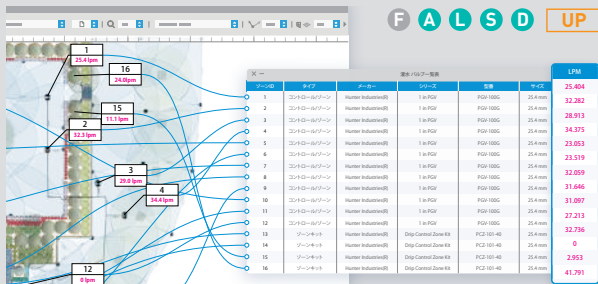 F A L S D UP
1
25.4 lpm
16
24.0lpm
15
11.1 lpm
2
32.3 lpm
3
29.0 lpm
4
34.4 lpm
12
0 lpm
潅水 バルブ一覧表
ゾーンID タイプ メーカー シリーズ 型番 サイズ LPM
1 コントロールゾーン Hunter Industries(R) 1 in PGV PGV-100G 25.4 mm 25.404
2 コントロールゾーン Hunter Industries(R) 1 in PGV PGV-100G 25.4 mm 32.282
3 コントロールゾーン Hunter Industries(R) 1 in PGV PGV-100G 25.4 mm 28.913
4 コントロールゾーン Hunter Industries(R) 1 in PGV PGV-100G 25.4 mm 34.375
5 コントロールゾーン Hunter Industries(R) 1 in PGV PGV-100G 25.4 mm 23.053
6 コントロールゾーン Hunter Industries(R) 1 in PGV PGV-100G 25.4 mm 23.519
7 コントロールゾーン Hunter Industries(R) 1 in PGV PGV-100G 25.4 mm 32.059
8 コントロールゾーン Hunter Industries(R) 1 in PGV PGV-100G 25.4 mm 31.646
9 コントロールゾーン Hunter Industries(R) 1 in PGV PGV-100G 25.4 mm 31.097
10 コントロールゾーン Hunter Industries(R) 1 in PGV PGV-100G 25.4 mm 27.213
11 コントロールゾーン Hunter Industries(R) 1 in PGV PGV-100G 25.4 mm 32.736
12 コントロールゾーン Hunter Industries(R) 1 in PGV PGV-100G 25.4 mm 0
13 ゾーンキット Hunter Industries(R) Drip Control Zone Kit PCZ-101-40 25.4 mm 2.953
14 ゾーンキット Hunter Industries(R) Drip Control Zone Kit PCZ-101-40 25.4 mm 41.791
15 ゾーンキット Hunter Industries(R) Drip Control Zone Kit PCZ-101-40 25.4 mm
16 ゾーンキット Hunter Industries(R) Drip Control Zone Kit PCZ-101-40 25.4 mm